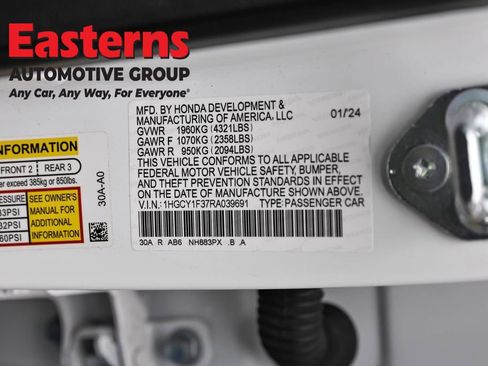 Easterns
AUTOMOTIVE GROUP
Any Car, Any Way, For Everyone
MFD. BY HONDA DEVELOPMENT &
MANUFACTURING OF AMERICA, LLC 01/24
GVWR 1960KG (4321LBS)
GAWR F 1070KG (2358LBS)
GAWR R 950KG (2094LBS)
THIS VEHICLE CONFORMS TO ALL APPLICABLE
FEDERAL MOTOR VEHICLE SAFETY, BUMPER,
AND THEFT PREVENTION STANDARDS IN EFFECT
ON THE DATE OF MANUFACTURE SHOWN ABOVE.
V.I.N.: 1HGCY1F37RA039691 TYPE: PASSENGER CAR
30A R AB6 NH883PX .B .A
INFORMATION
FRONT 2 REAR 3
exceed 385kg or 850lbs.
SEE OWNER'S
MANUAL FOR
ADDITIONAL
INFORMATION
33PSI
32PSI
60PSI
30A-A0